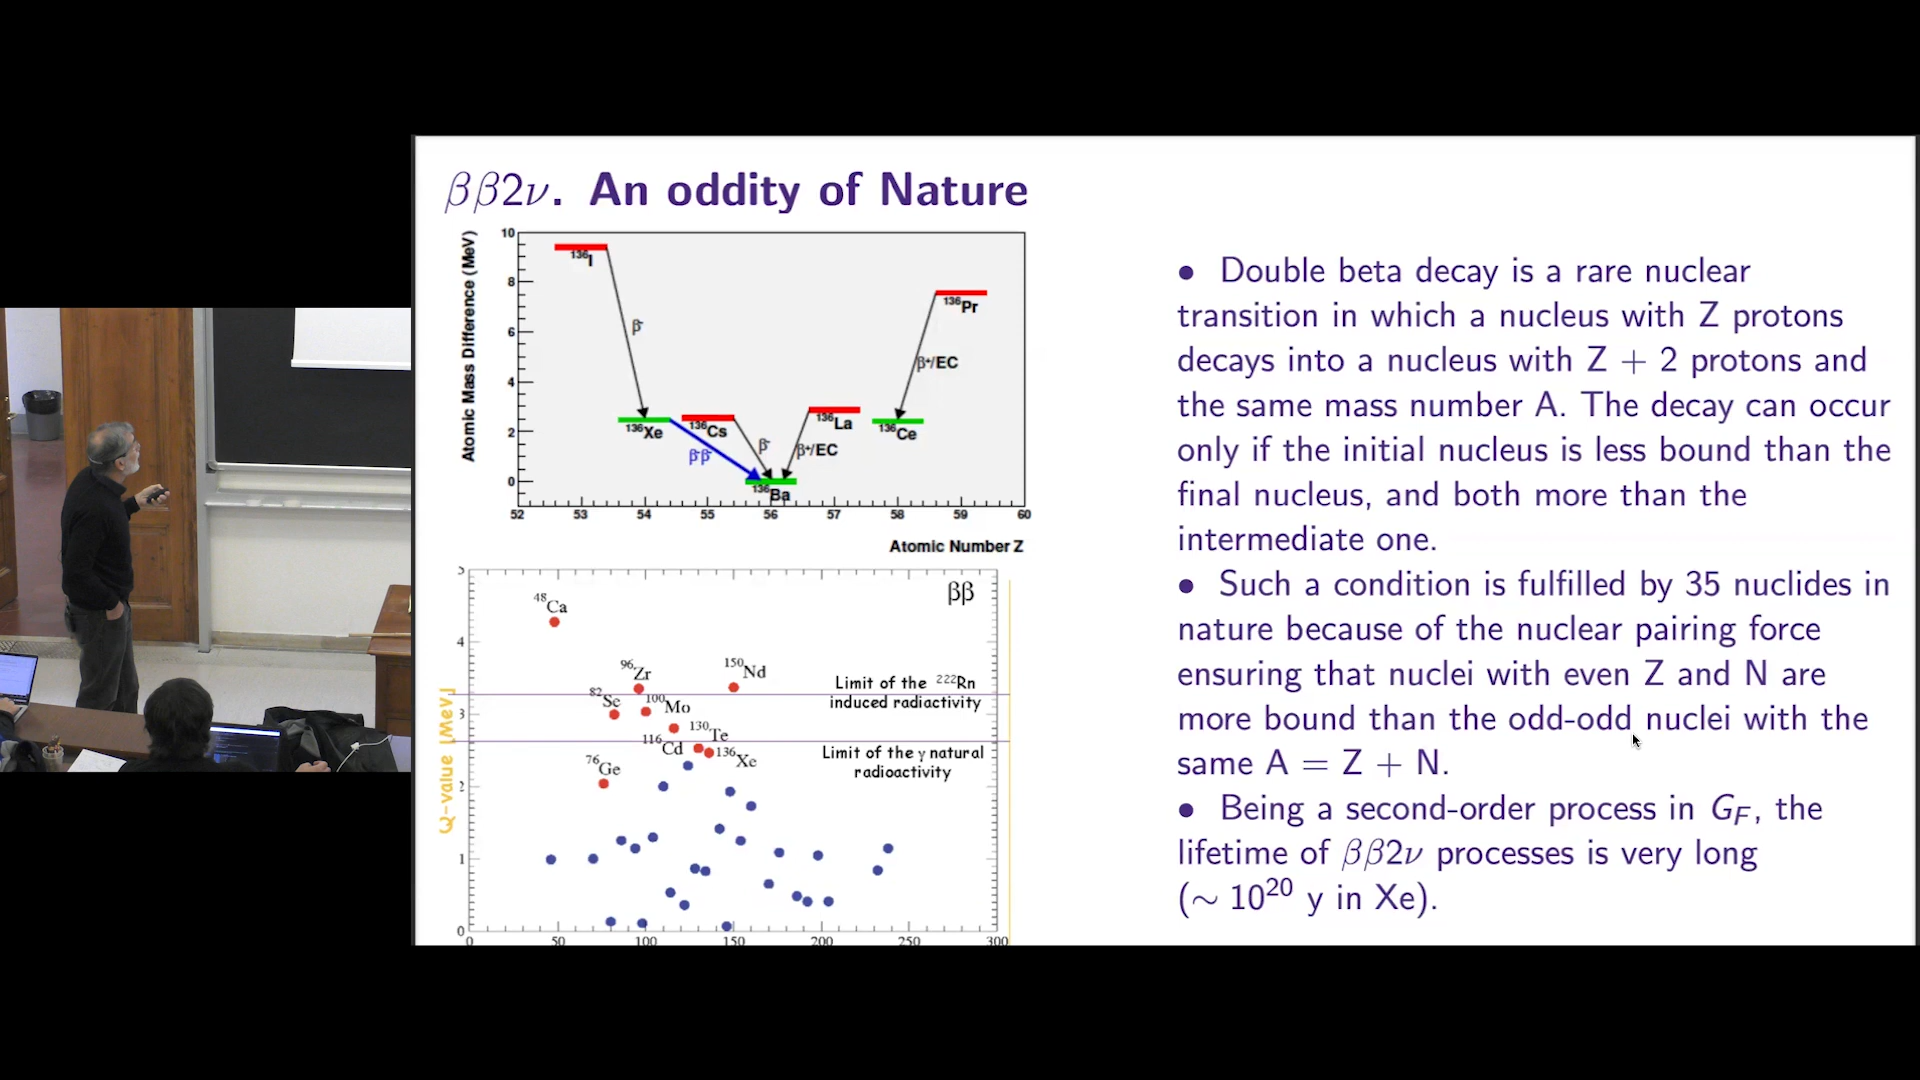 ββ2ν. An oddity of Nature
Atomic Mass Difference (MeV)
10
8
6
4
2
0
136I
β-
136Xe
β-β-
136Cs
β-
136Ba
β+/EC
136La
136Pr
β+/EC
136Ce
52 53 54 55 56 57 58 59 60
Atomic Number Z
Q-value [MeV]
5
4
3
2
1
0
ββ
48Ca
96Zr
150Nd
82Se
100Mo
130Te
116Cd
136Xe
76Ge
Limit of the 222Rn
induced radioactivity
Limit of the γ natural
radioactivity
0 50 100 150 200 250 300
• Double beta decay is a rare nuclear
transition in which a nucleus with Z protons
decays into a nucleus with Z + 2 protons and
the same mass number A. The decay can occur
only if the initial nucleus is less bound than the
final nucleus, and both more than the
intermediate one.
• Such a condition is fulfilled by 35 nuclides in
nature because of the nuclear pairing force
ensuring that nuclei with even Z and N are
more bound than the odd-odd nuclei with the
same A = Z + N.
• Being a second-order process in GF, the
lifetime of ββ2ν processes is very long
(∼ 10^20 y in Xe).